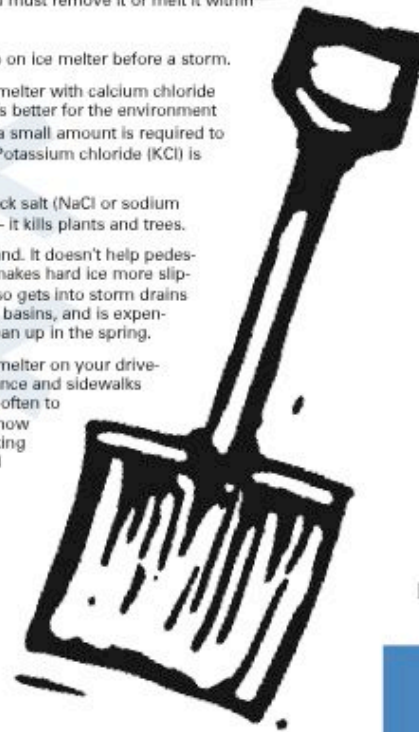 must remove it or melt it within
on ice melter before a storm.
melter with calcium chloride
s better for the environment
a small amount is required to
Potassium chloride (KCl) is
ck salt (NaCl or sodium
- it kills plants and trees.
nd. It doesn't help pedes-
makes hard ice more slip-
so gets into storm drains
basins, and is expen-
an up in the spring.
melter on your drive-
nce and sidewalks
often to
now
ing